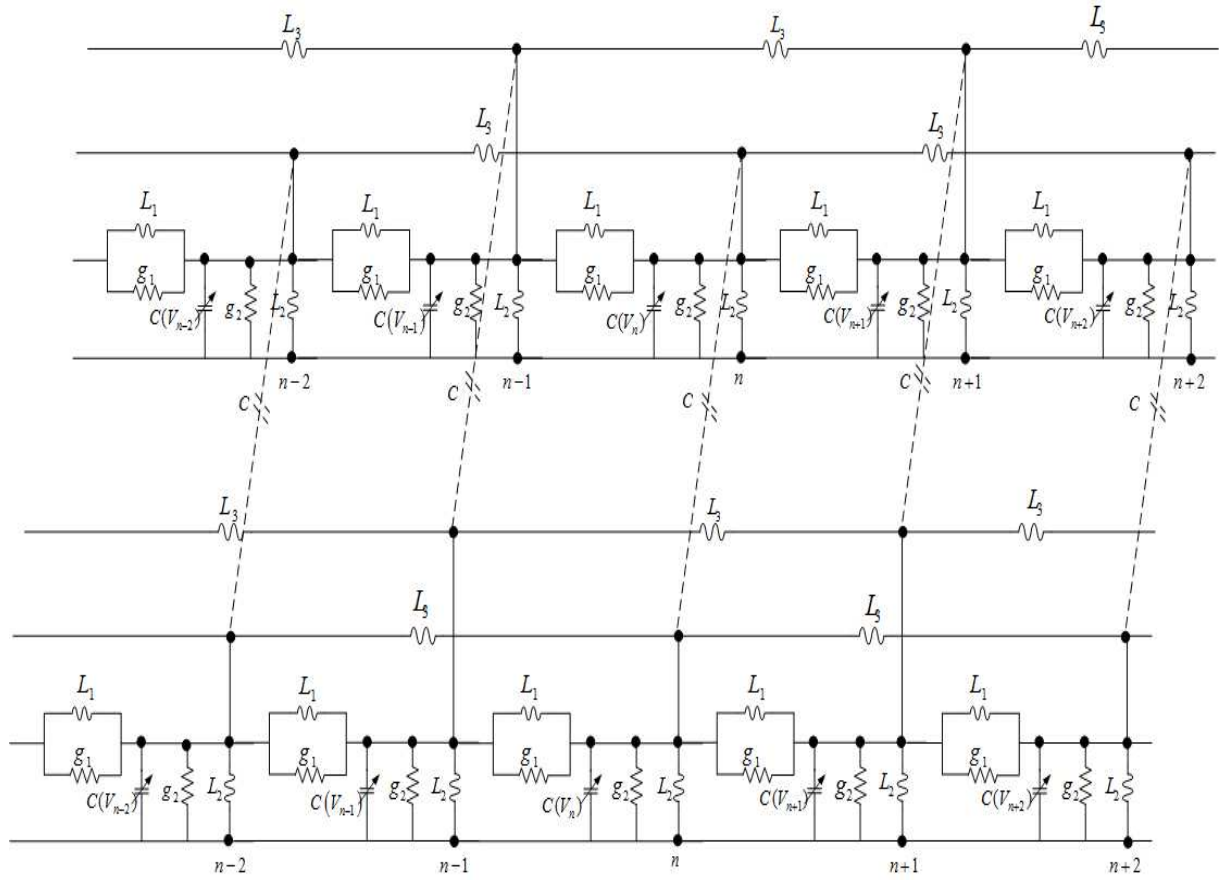 L₃ L₃ L₃
L₃ L₃
L₁ L₁ L₁ L₁ L₁
g₁ g₁ g₁ g₁ g₁
C(Vₙ₋₂) g₂ L₂ C(Vₙ₋₁) g₂ L₂ C(Vₙ) g₂ L₂ C(Vₙ₊₁) g₂ L₂ C(Vₙ₊₂) g₂ L₂
n−2 n−1 n n+1 n+2
C C C C C
L₃ L₃ L₃
L₃ L₃
L₁ L₁ L₁ L₁ L₁
g₁ g₁ g₁ g₁ g₁
C(Vₙ₋₂) g₂ L₂ C(Vₙ₋₁) g₂ L₂ C(Vₙ) g₂ L₂ C(Vₙ₊₁) g₂ L₂ C(Vₙ₊₂) g₂ L₂
n−2 n−1 n n+1 n+2